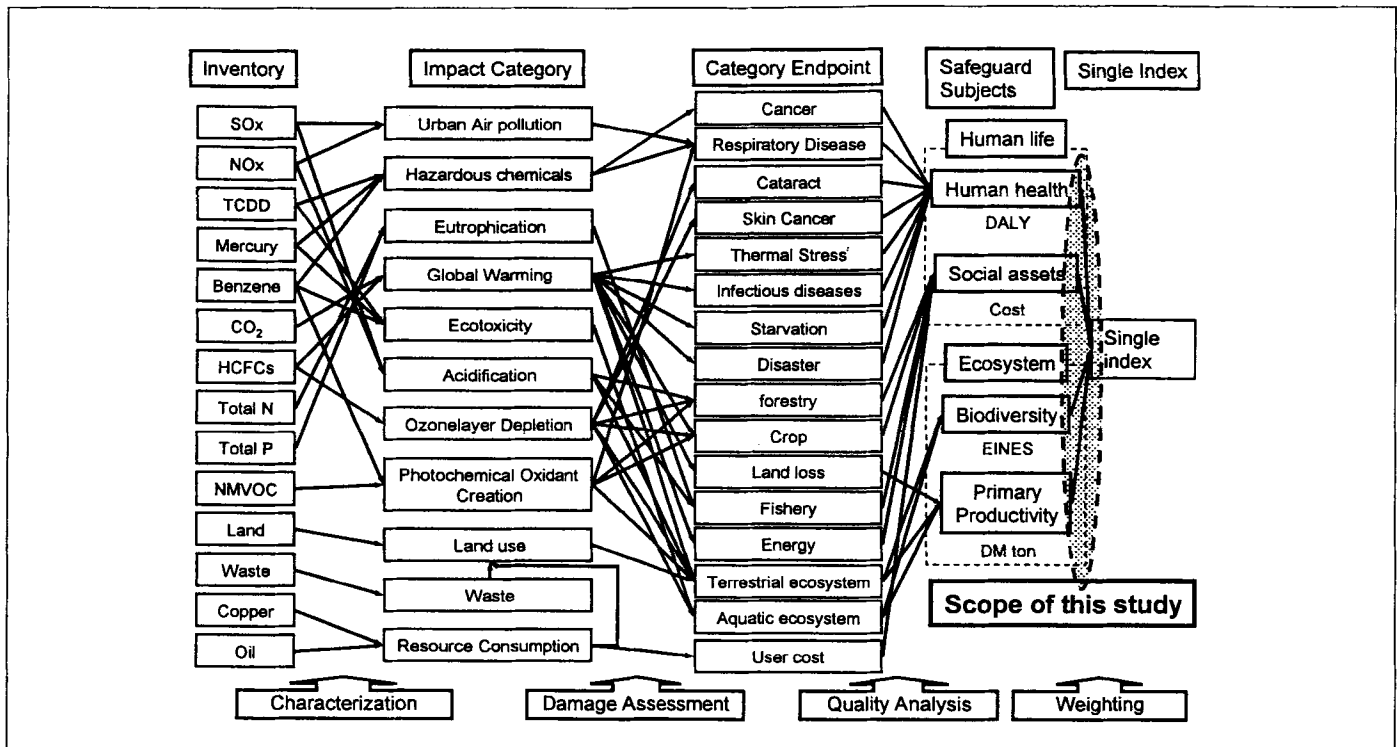 Inventory
Impact Category
Category Endpoint
Safeguard
Subjects
Single Index
SOx
NOx
TCDD
Mercury
Benzene
CO₂
HCFCs
Total N
Total P
NMVOC
Land
Waste
Copper
Oil
Urban Air pollution
Hazardous chemicals
Eutrophication
Global Warming
Ecotoxicity
Acidification
Ozonelayer Depletion
Photochemical Oxidant
Creation
Land use
Waste
Resource Consumption
Cancer
Respiratory Disease
Cataract
Skin Cancer
Thermal Stress
Infectious diseases
Starvation
Disaster
forestry
Crop
Land loss
Fishery
Energy
Terrestrial ecosystem
Aquatic ecosystem
User cost
Human life
Human health
DALY
Social assets
Cost
Ecosystem
Biodiversity
EINES
Primary
Productivity
DM ton
Single
index
Scope of this study
Characterization
Damage Assessment
Quality Analysis
Weighting